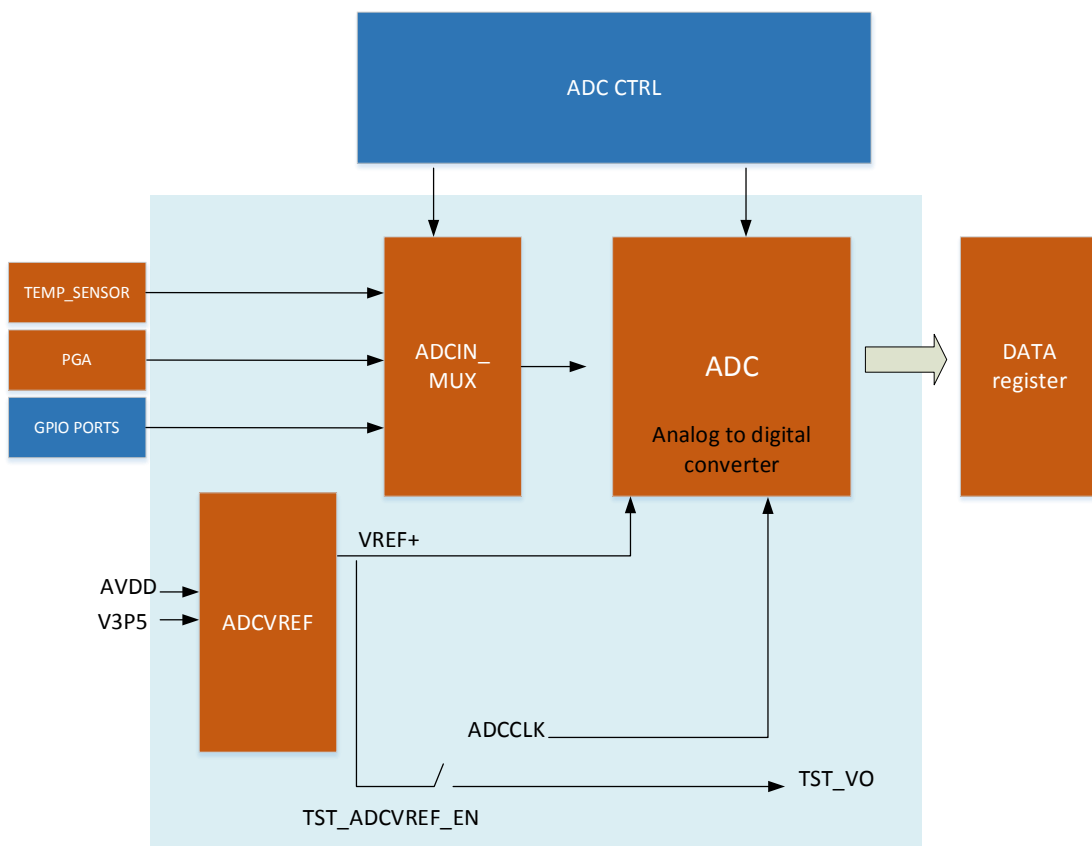 ADC CTRL
TEMP_SENSOR
PGA
GPIO PORTS
ADCIN_
MUX
ADC
Analog to digital
converter
DATA
register
VREF+
AVDD
V3P5
ADCVREF
ADCCLK
TST_VO
TST_ADCVREF_EN